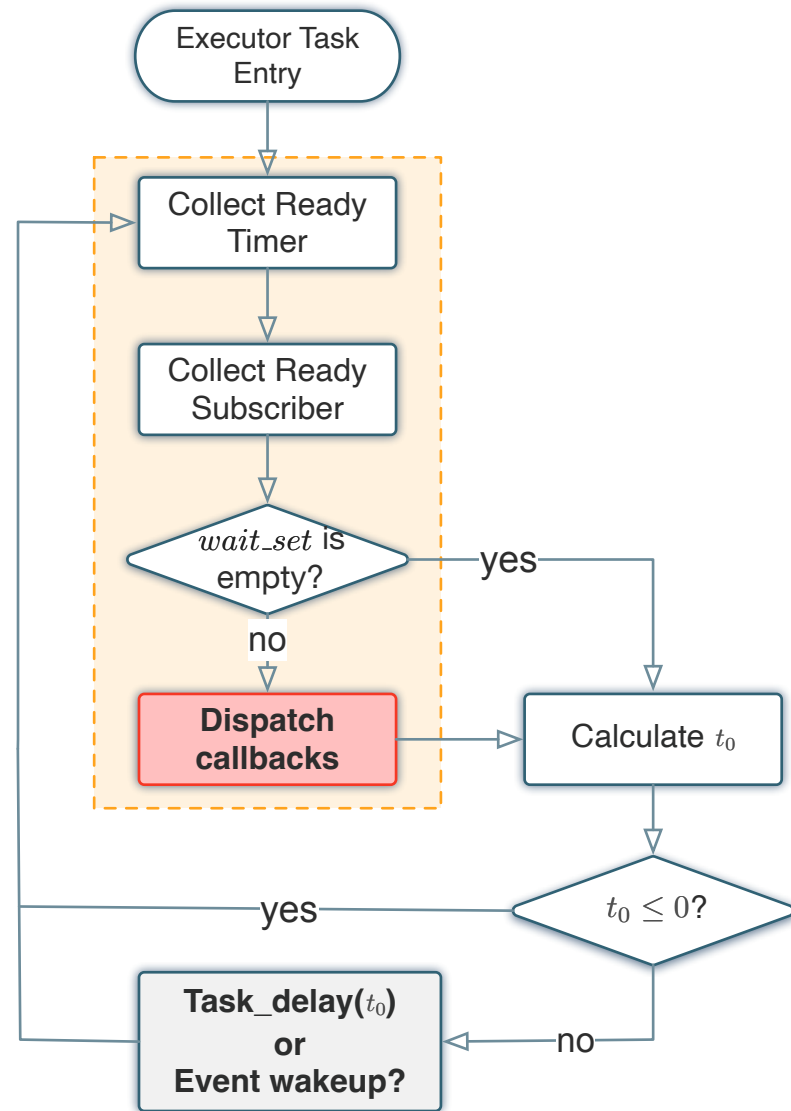 Executor Task
Entry
Collect Ready
Timer
Collect Ready
Subscriber
wait_set is
empty?
yes
no
Dispatch
callbacks
Calculate t₀
t₀ ≤ 0?
yes
Task_delay(t₀)
or
Event wakeup?
no